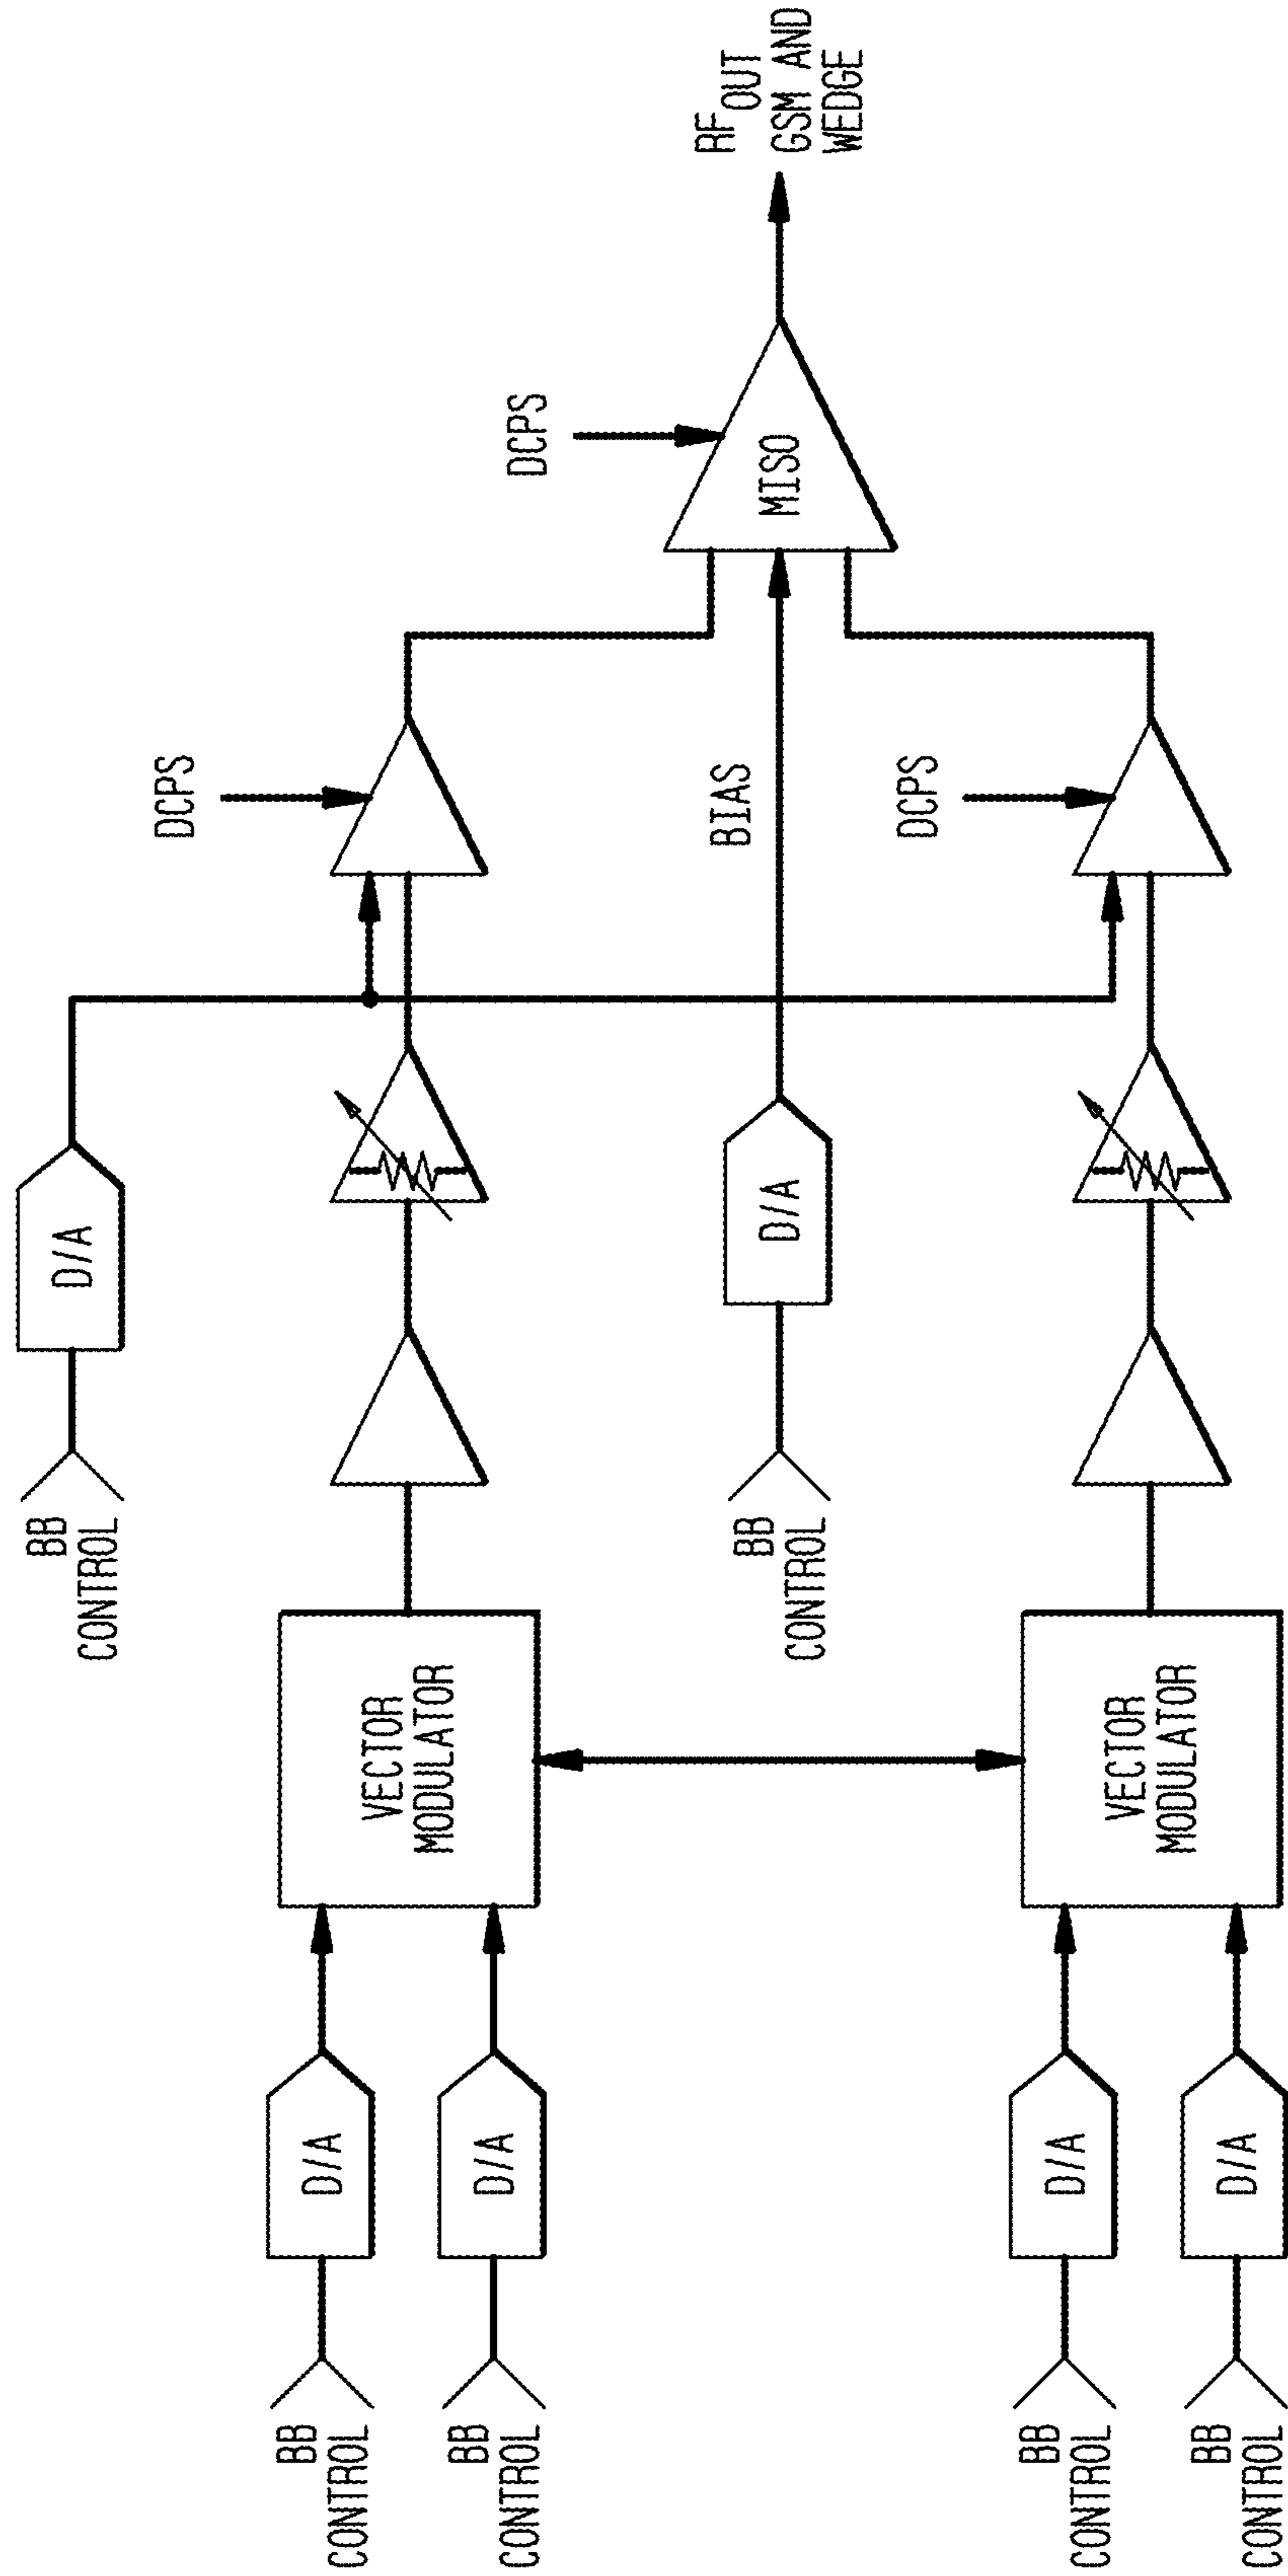 BB
CONTROL
D/A
BB
CONTROL
D/A
VECTOR
MODULATOR
BB
CONTROL
D/A
DCPS
BB
CONTROL
D/A
BIAS
DCPS
MISO
RF OUT
GSM AND
WEDGE
BB
CONTROL
D/A
BB
CONTROL
D/A
VECTOR
MODULATOR
DCPS